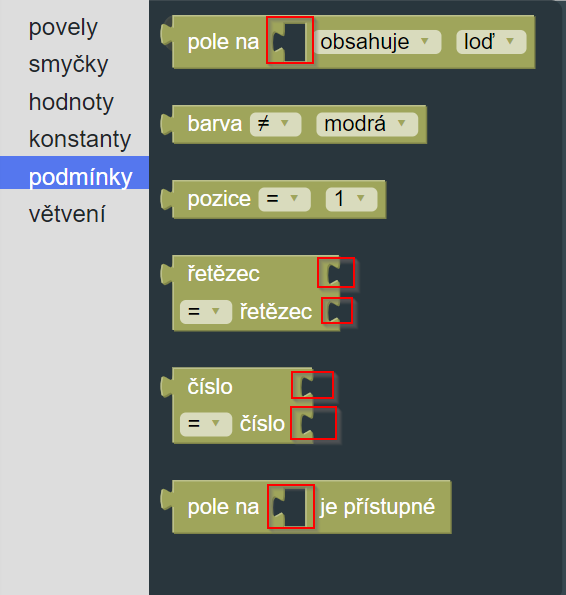 povely
smyčky
hodnoty
konstanty
podmínky
větvení
pole na obsahuje loď
barva ≠ modrá
pozice = 1
řetězec
= řetězec
číslo
= číslo
pole na je přístupné